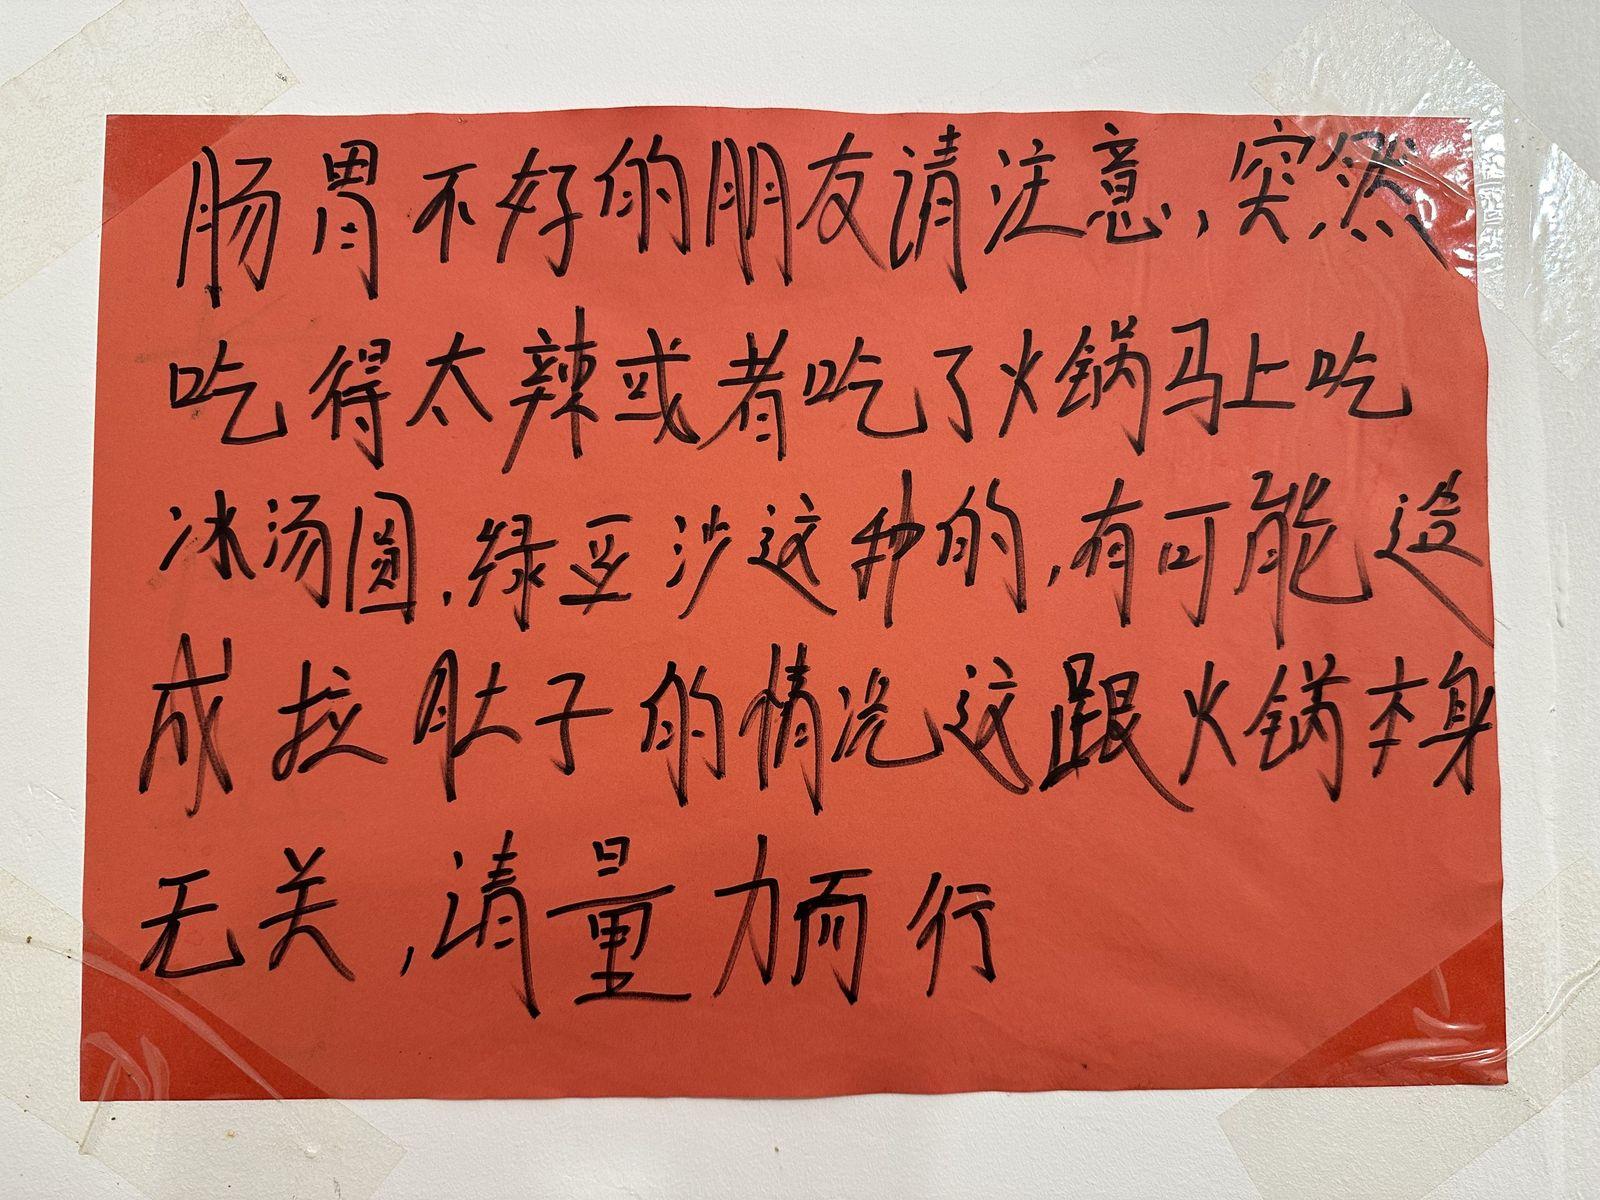 肠胃不好的朋友请注意，突然
吃得太辣或者吃了火锅马上吃
冰汤圆，绿豆沙这种的，有可能造
成拉肚子的情况这跟火锅本身
无关，请量力而行